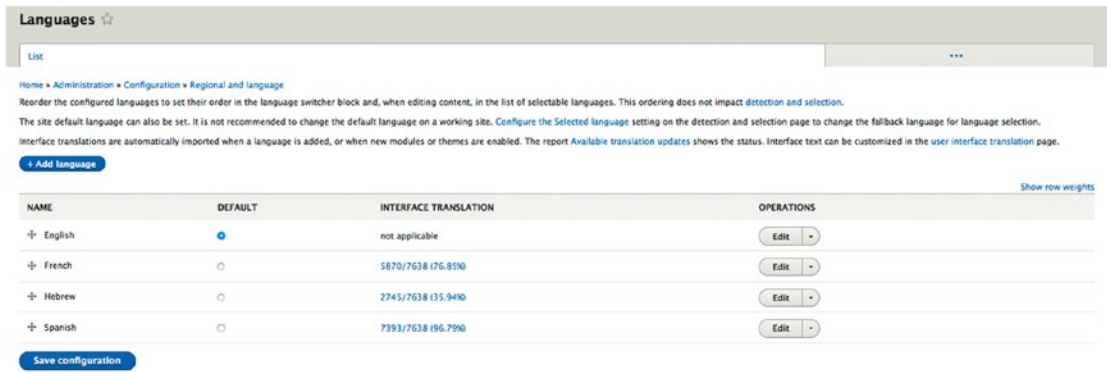 Languages
List
...
Home » Administration » Configuration » Regional and language
Reorder the configured languages to set their order in the language switcher block and, when editing content, in the list of selectable languages. This ordering does not impact detection and selection.
The site default language can also be set. It is not recommended to change the default language on a working site. Configure the Selected language setting on the detection and selection page to change the fallback language for language selection.
Interface translations are automatically imported when a language is added, or when new modules or themes are enabled. The report Available translation updates shows the status. Interface text can be customized in the user interface translation page.
+ Add language
Show row weights
NAME DEFAULT INTERFACE TRANSLATION OPERATIONS
English not applicable Edit
French 5870/7638 (76.85%) Edit
Hebrew 2745/7638 (35.94%) Edit
Spanish 7393/7638 (96.79%) Edit
Save configuration